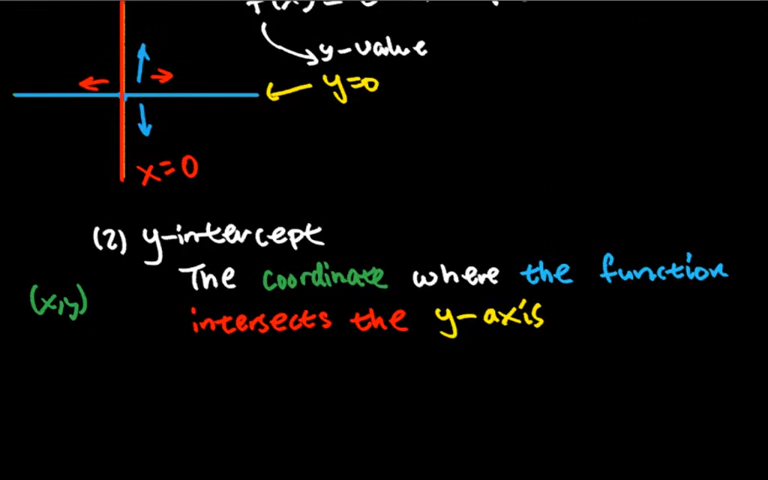 y-value
y=0
x=0
(2) y-intercept
The coordinate where the function
(x,y)
intersects the y-axis